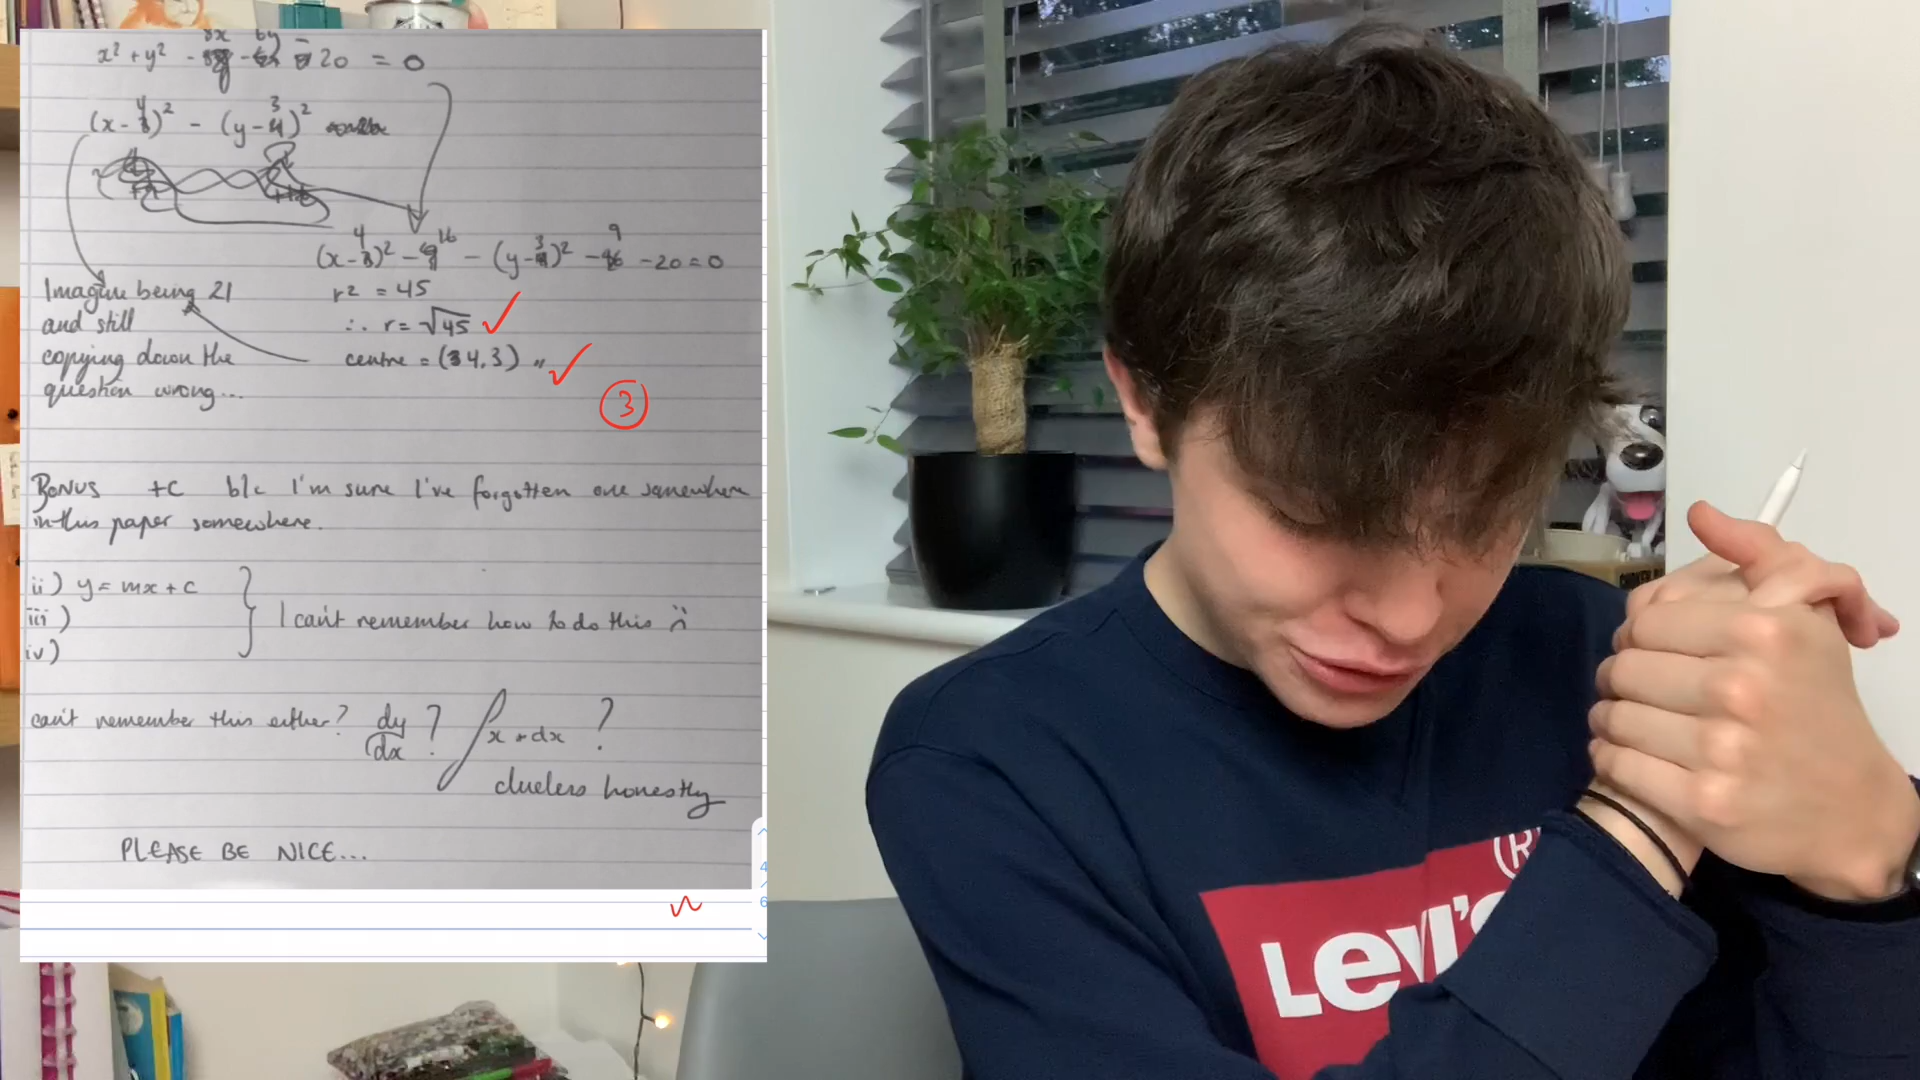 8x 6y
x² + y² - - 20 = 0
(x-4)² - (y-3)²
(x-4)² - 16 - (y-3)² - 9 - 20 = 0
r2 = 45
∴ r = √45 ✓
centre = (4,3) " ✓
3
Imagine being 21
and still
copying down the
question wrong...
BONUS +C b/c I'm sure I've forgotten one somewhere
in this paper somewhere.
ii) y = mx + c
iii)
iv)
I can't remember how to do this
can't remember this either? dy/dx ? ∫x dx ?
clueless honestly
PLEASE BE NICE...
4
6
Levi's
(R)